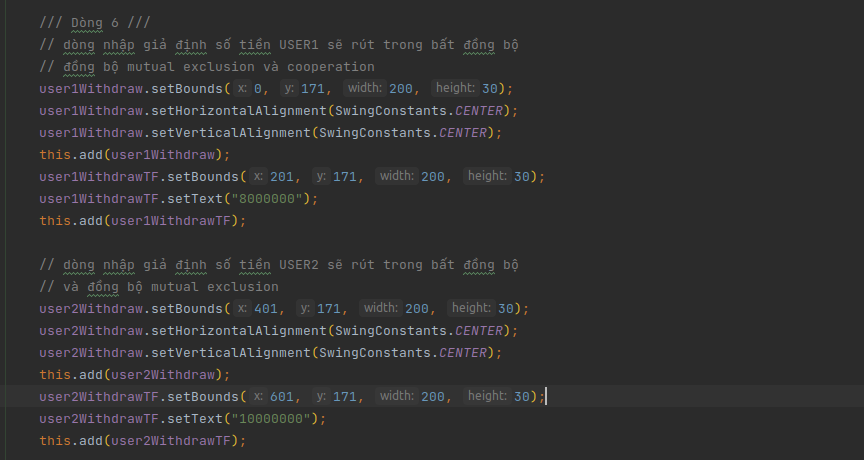 /// Dòng 6 ///
// dòng nhập giả định số tiền USER1 sẽ rút trong bất đồng bộ
// đồng bộ mutual exclusion và cooperation
user1Withdraw.setBounds( x: 0, y: 171, width: 200, height: 30);
user1Withdraw.setHorizontalAlignment(SwingConstants.CENTER);
user1Withdraw.setVerticalAlignment(SwingConstants.CENTER);
this.add(user1Withdraw);
user1WithdrawTF.setBounds( x: 201, y: 171, width: 200, height: 30);
user1WithdrawTF.setText("8000000");
this.add(user1WithdrawTF);
// dòng nhập giả định số tiền USER2 sẽ rút trong bất đồng bộ
// và đồng bộ mutual exclusion
user2Withdraw.setBounds( x: 401, y: 171, width: 200, height: 30);
user2Withdraw.setHorizontalAlignment(SwingConstants.CENTER);
user2Withdraw.setVerticalAlignment(SwingConstants.CENTER);
this.add(user2Withdraw);
user2WithdrawTF.setBounds( x: 601, y: 171, width: 200, height: 30);
user2WithdrawTF.setText("10000000");
this.add(user2WithdrawTF);